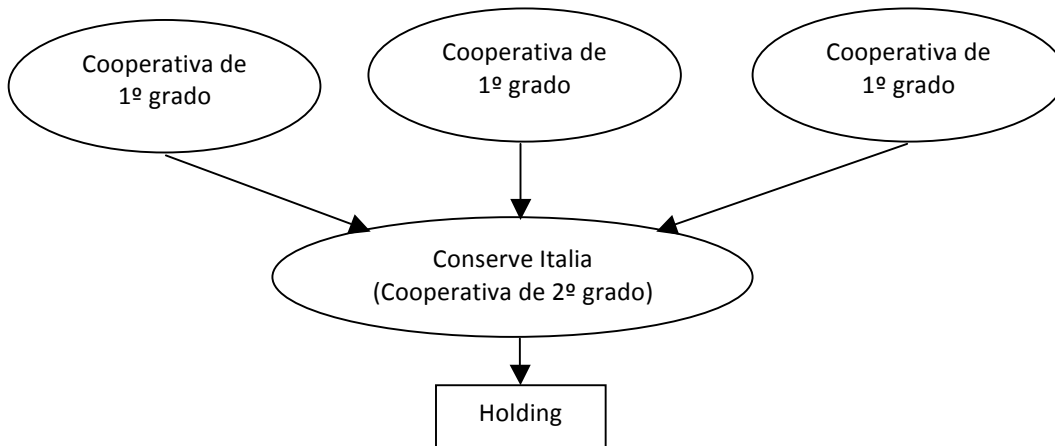 Cooperativa de
1º grado
Cooperativa de
1º grado
Cooperativa de
1º grado
Conserve Italia
(Cooperativa de 2º grado)
Holding